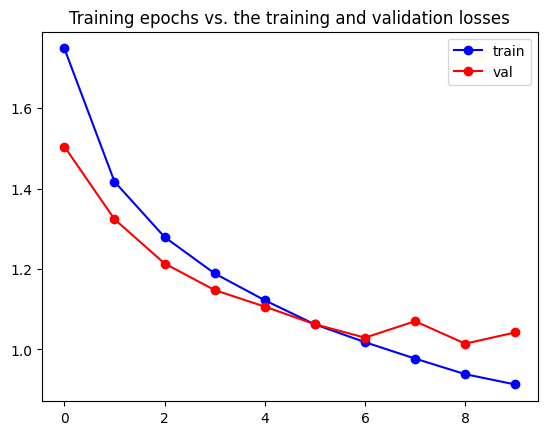 Training epochs vs. the training and validation losses
train
val
1.6
1.4
1.2
1.0
0 2 4 6 8